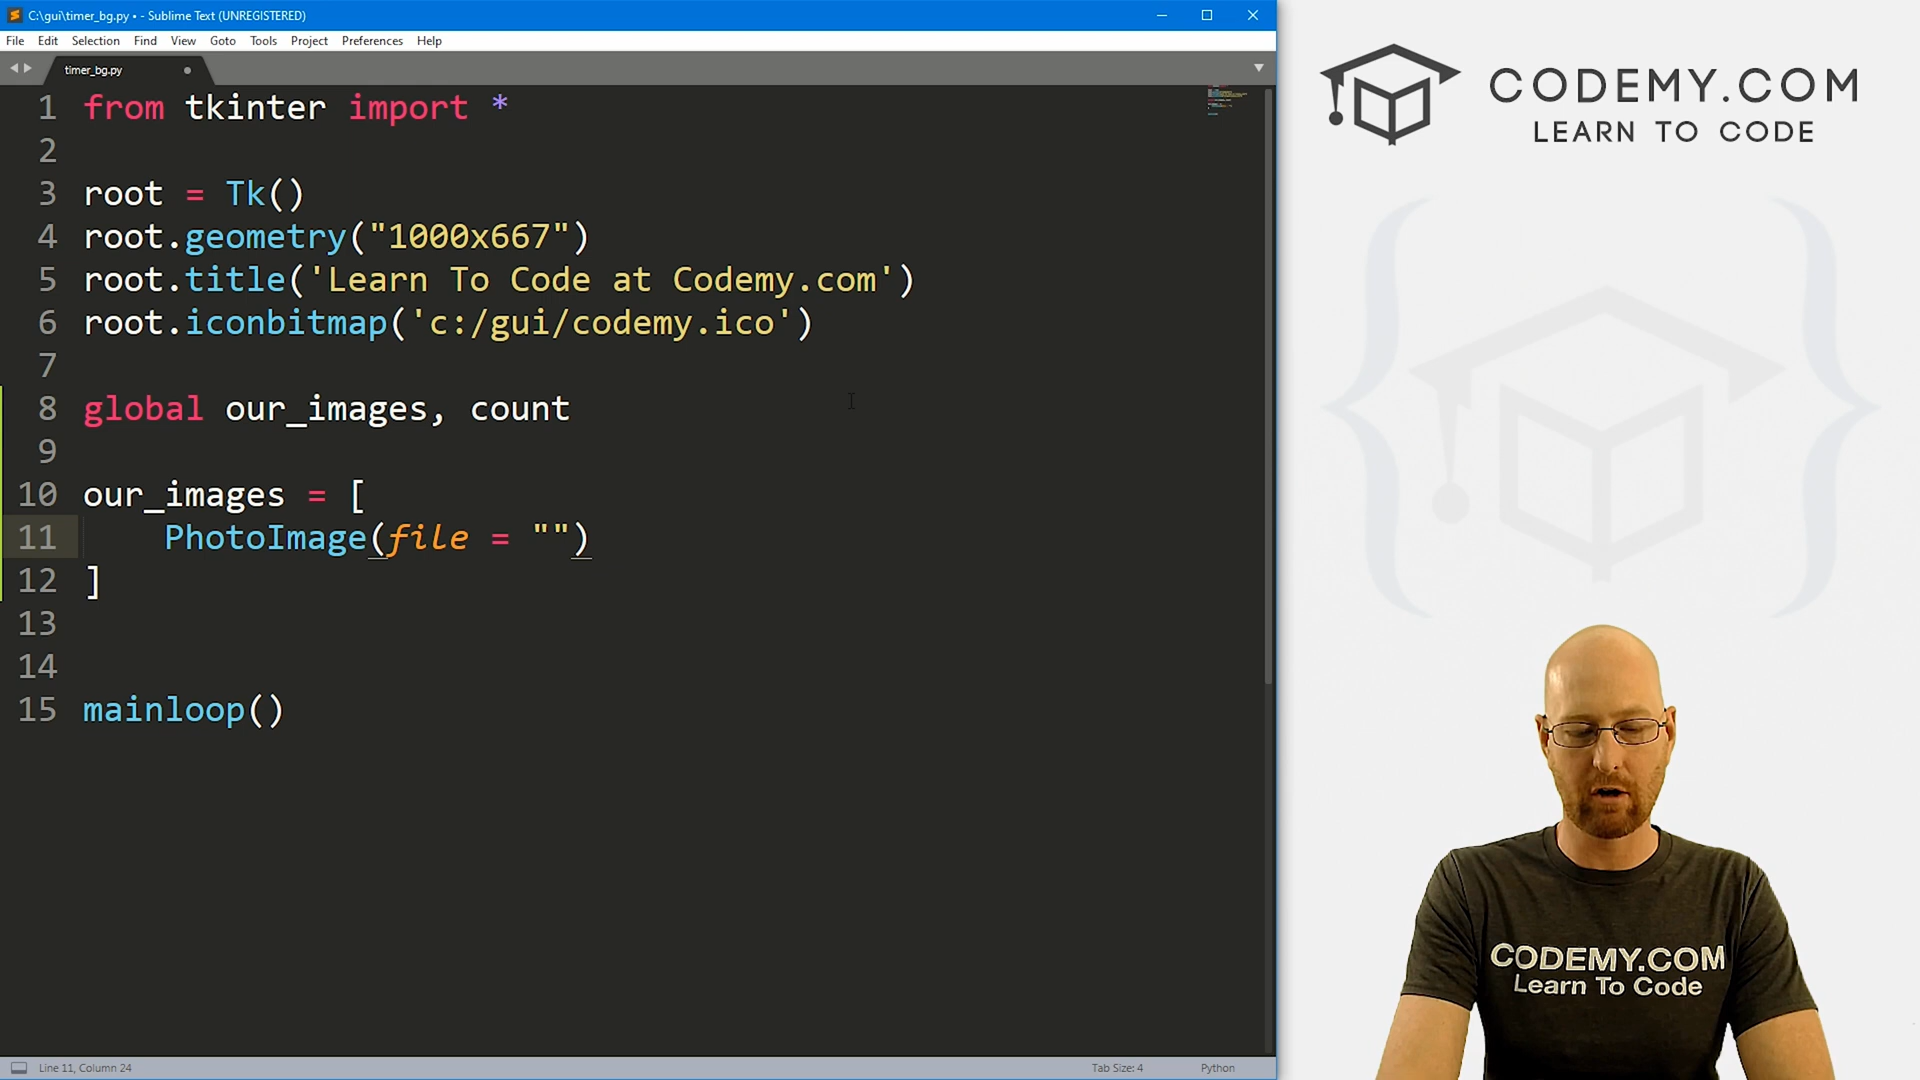 C:\gui\timer_bg.py • - Sublime Text (UNREGISTERED)
File Edit Selection Find View Goto Tools Project Preferences Help
timer_bg.py
1 from tkinter import *
2
3 root = Tk()
4 root.geometry("1000x667")
5 root.title('Learn To Code at Codemy.com')
6 root.iconbitmap('c:/gui/codemy.ico')
7
8 global our_images, count
9
10 our_images = [
11 PhotoImage(file = "")
12 ]
13
14
15 mainloop()
Line 11, Column 24
Tab Size: 4
Python
CODEMY.COM
LEARN TO CODE
CODEMY.COM
Learn To Code